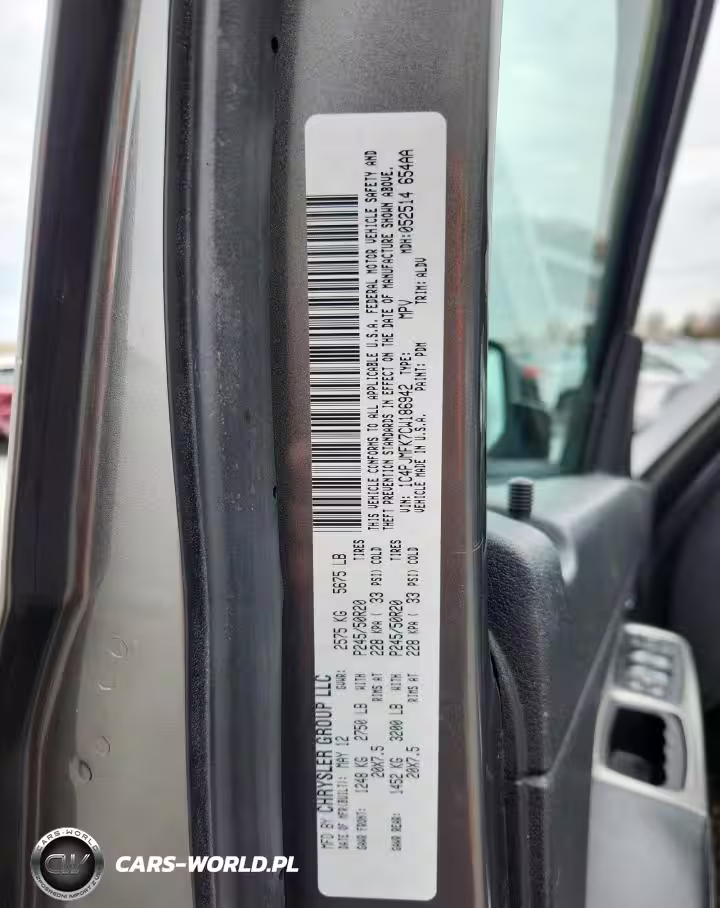 MFD BY CHRYSLER GROUP LLC
DATE OF MFR(BUILT): MAY 12 GVWR: 2575 KG 5675 LB
GAWR FRONT: 1248 KG 2750 LB WITH P245/50R20 TIRES
20X7.5 RIMS AT 228 KPA ( 33 PSI) COLD
GAWR REAR: 1452 KG 3200 LB WITH P245/50R20 TIRES
20X7.5 RIMS AT 228 KPA ( 33 PSI) COLD
THIS VEHICLE CONFORMS TO ALL APPLICABLE U.S.A. FEDERAL MOTOR VEHICLE SAFETY AND
THEFT PREVENTION STANDARDS IN EFFECT ON THE DATE OF MANUFACTURE SHOWN ABOVE.
VIN: 1C4PJMFK7CW186942 TYPE: MPV MDH:052514 654AA
VEHICLE MADE IN U.S.A. PAINT: PDM TRIM: ALDV
CARS-WORLD
CW
CARS-WORLD.PL